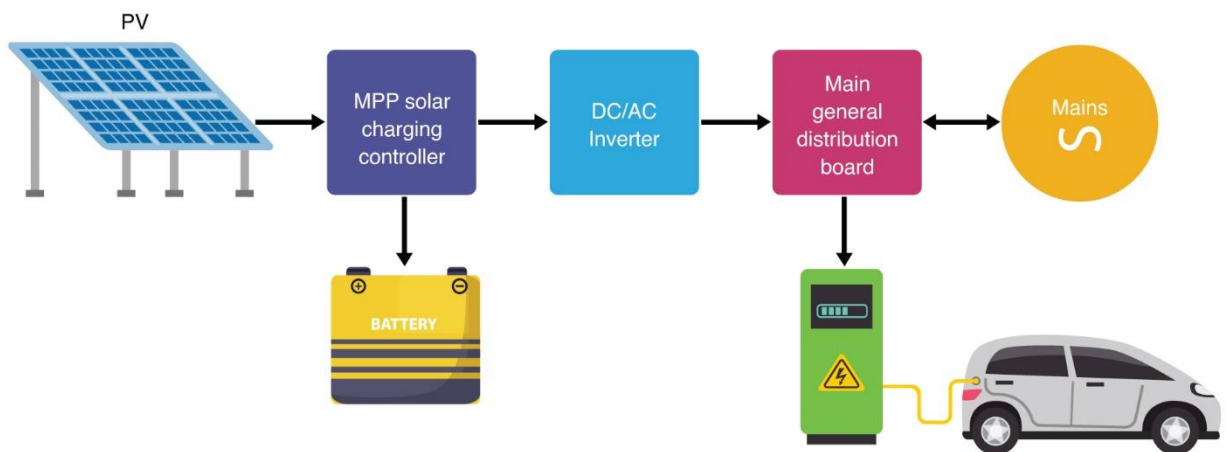 PV
MPP solar
charging
controller
DC/AC
Inverter
Main
general
distribution
board
Mains
BATTERY